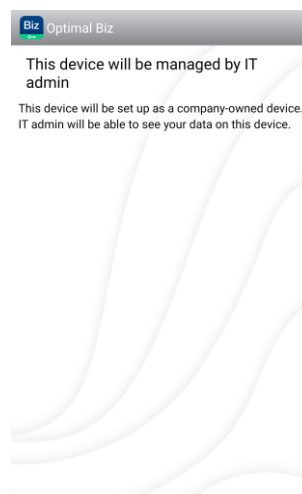 Biz
Optimal Biz
This device will be managed by IT
admin
This device will be set up as a company-owned device.
IT admin will be able to see your data on this device.